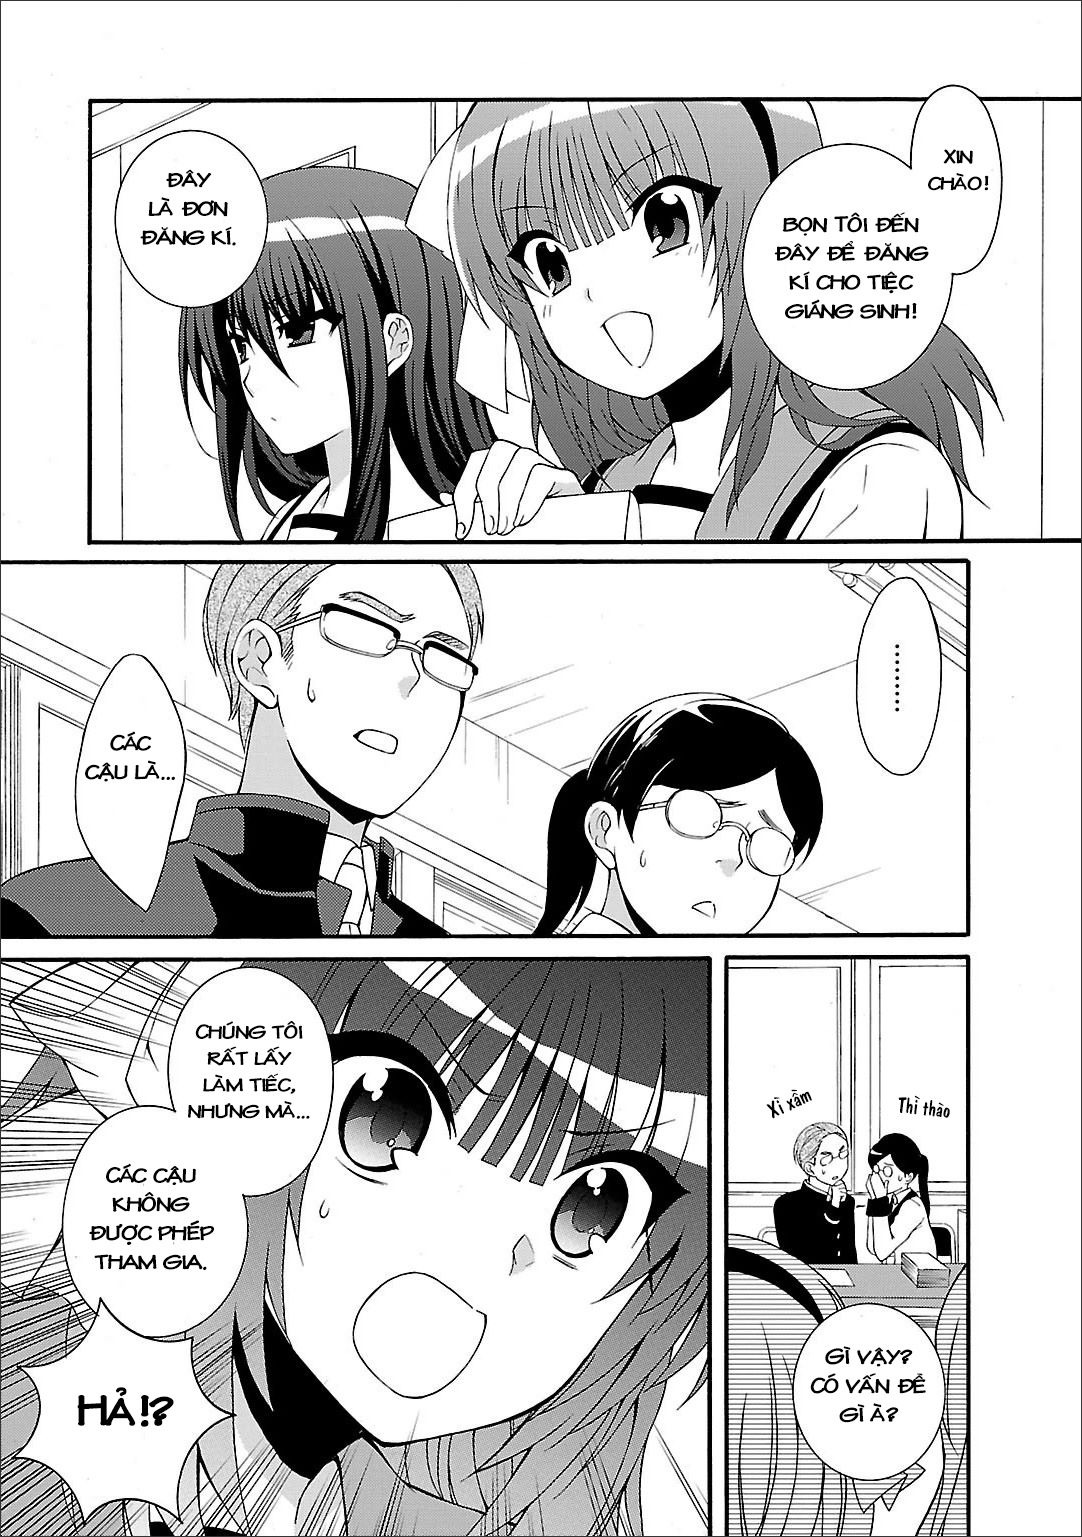 XIN
CHÀO!
BỌN TÔI ĐẾN
ĐÂY ĐỂ ĐĂNG
KÍ CHO TIỆC
GIÁNG SINH!
ĐÂY
LÀ ĐƠN
ĐĂNG KÍ.
.........
CÁC
CẬU LÀ...
Xì xầm
Thì thào
GÌ VẬY?
CÓ VẤN ĐỀ
GÌ À?
CHÚNG TÔI
RẤT LẤY
LÀM TIẾC,
NHƯNG MÀ...
CÁC CẬU
KHÔNG
ĐƯỢC PHÉP
THAM GIA.
HẢ!?